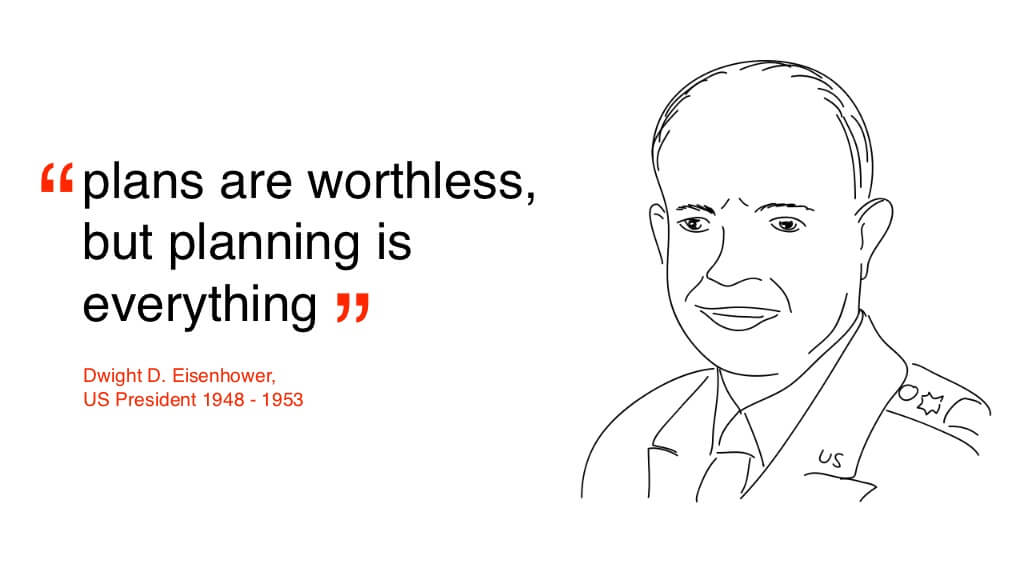 “plans are worthless,
but planning is
everything ”
Dwight D. Eisenhower,
US President 1948 - 1953
US